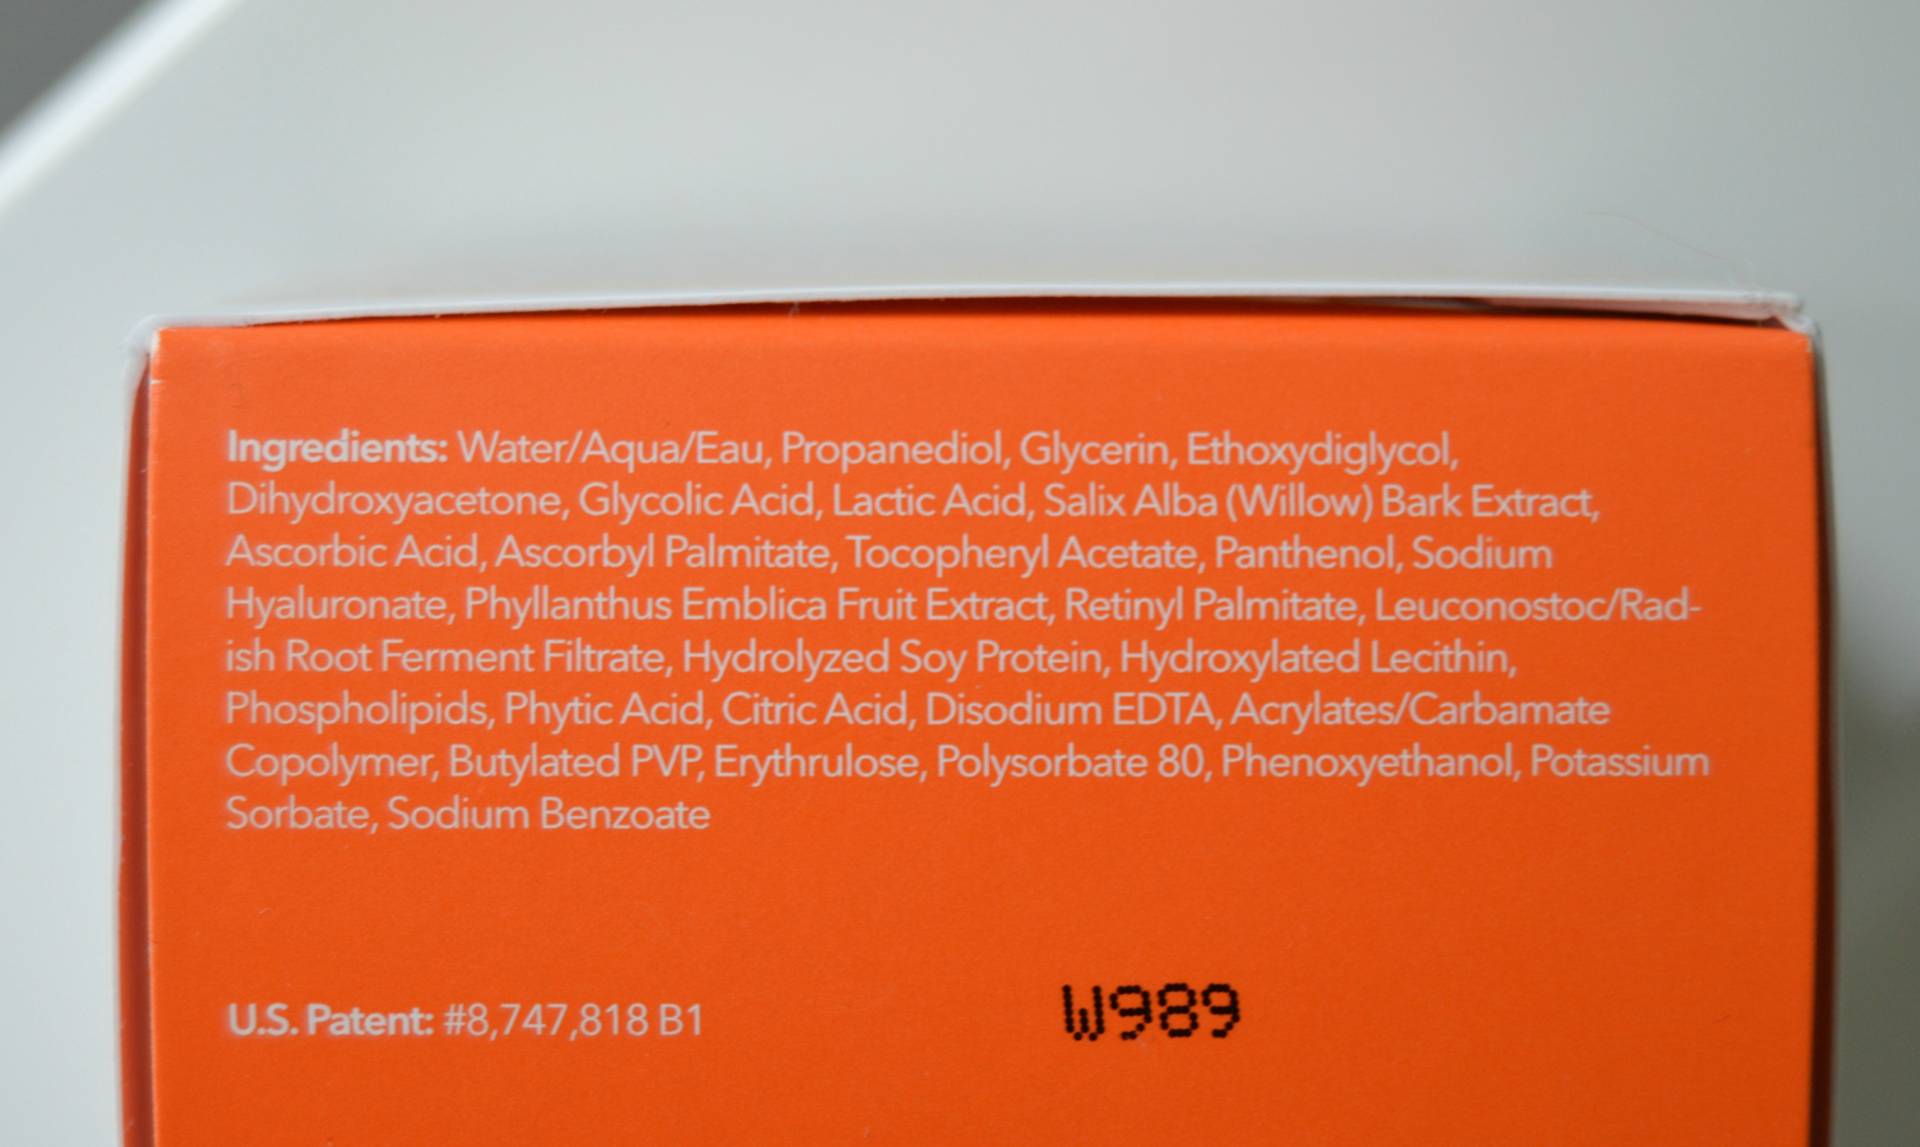 Ingredients: Water/Aqua/Eau, Propanediol, Glycerin, Ethoxydiglycol,
Dihydroxyacetone, Glycolic Acid, Lactic Acid, Salix Alba (Willow) Bark Extract,
Ascorbic Acid, Ascorbyl Palmitate, Tocopheryl Acetate, Panthenol, Sodium
Hyaluronate, Phyllanthus Emblica Fruit Extract, Retinyl Palmitate, Leuconostoc/Rad-
ish Root Ferment Filtrate, Hydrolyzed Soy Protein, Hydroxylated Lecithin,
Phospholipids, Phytic Acid, Citric Acid, Disodium EDTA, Acrylates/Carbamate
Copolymer, Butylated PVP, Erythrulose, Polysorbate 80, Phenoxyethanol, Potassium
Sorbate, Sodium Benzoate
U.S. Patent: #8,747,818 B1
W989